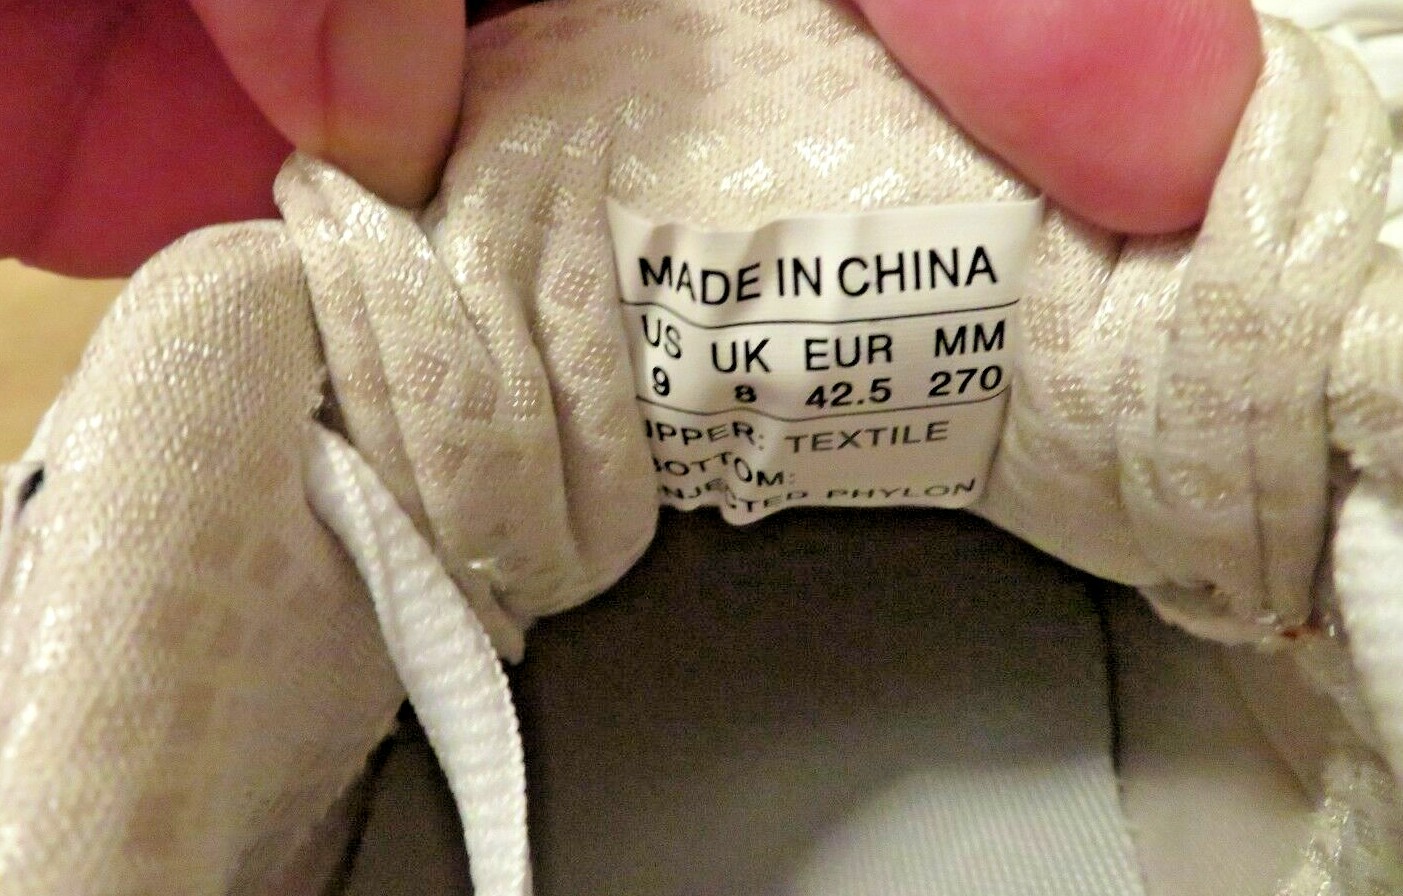 MADE IN CHINA
US UK EUR MM
9 8 42.5 270
UPPER: TEXTILE
BOTTOM:
INJECTED PHYLON